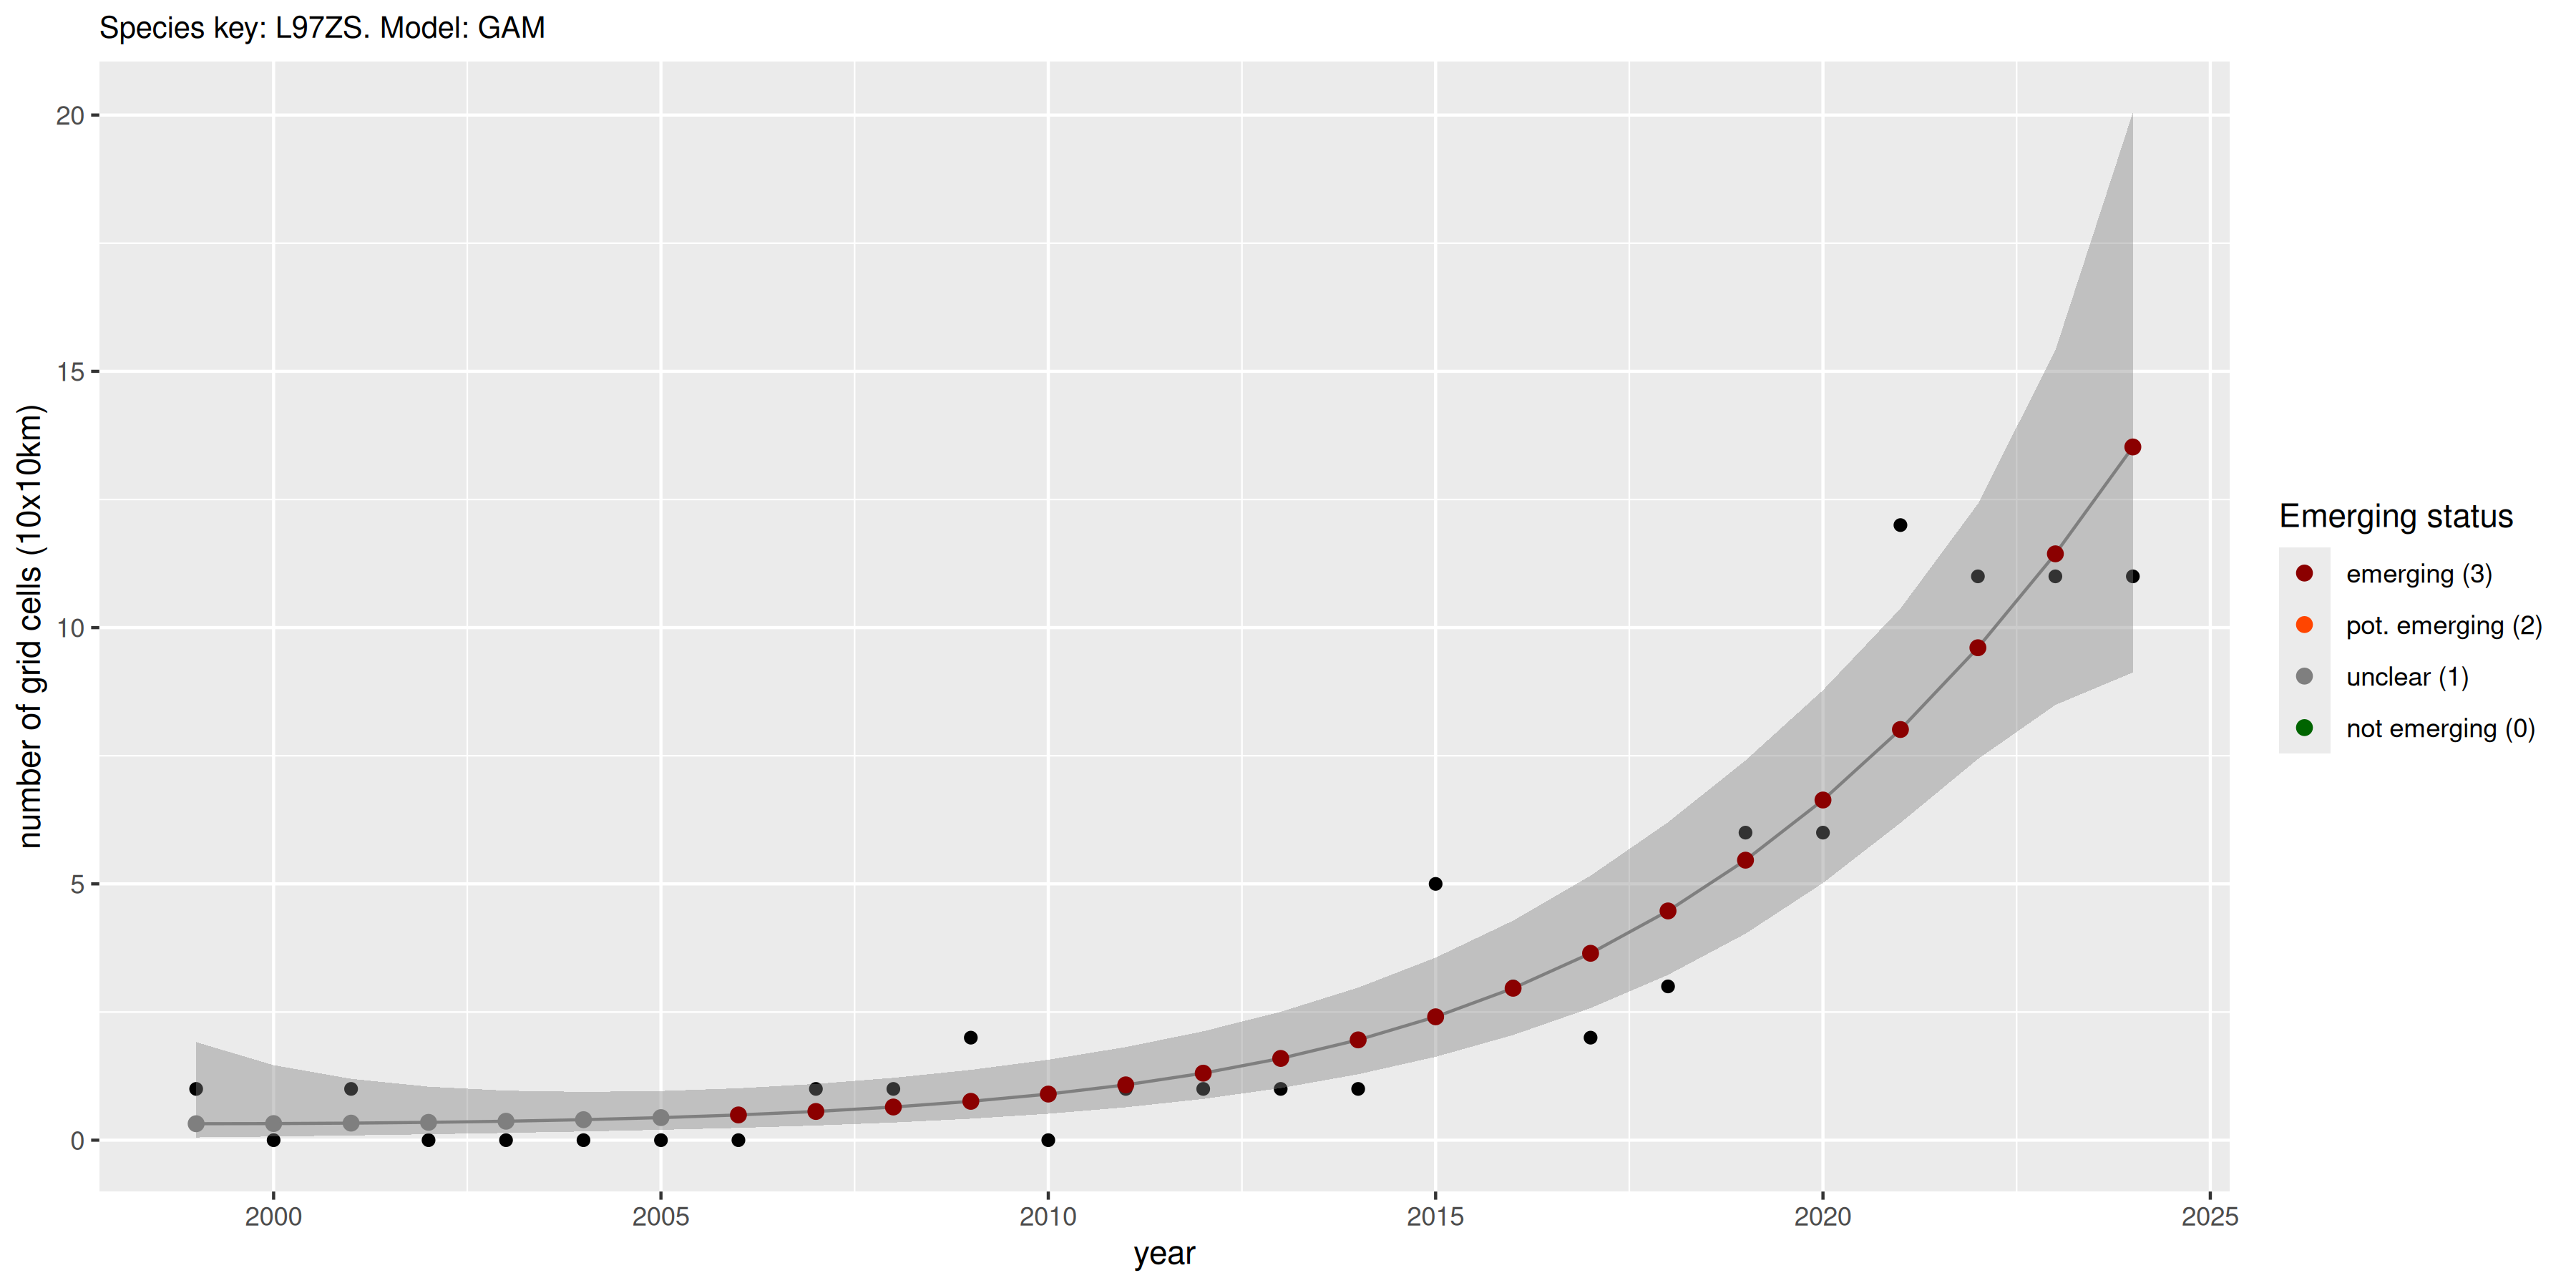 Species key: L97ZS. Model: GAM
20
15
10
5
0
number of grid cells (10x10km)
2000 2005 2010 2015 2020 2025
year
Emerging status
emerging (3)
pot. emerging (2)
unclear (1)
not emerging (0)